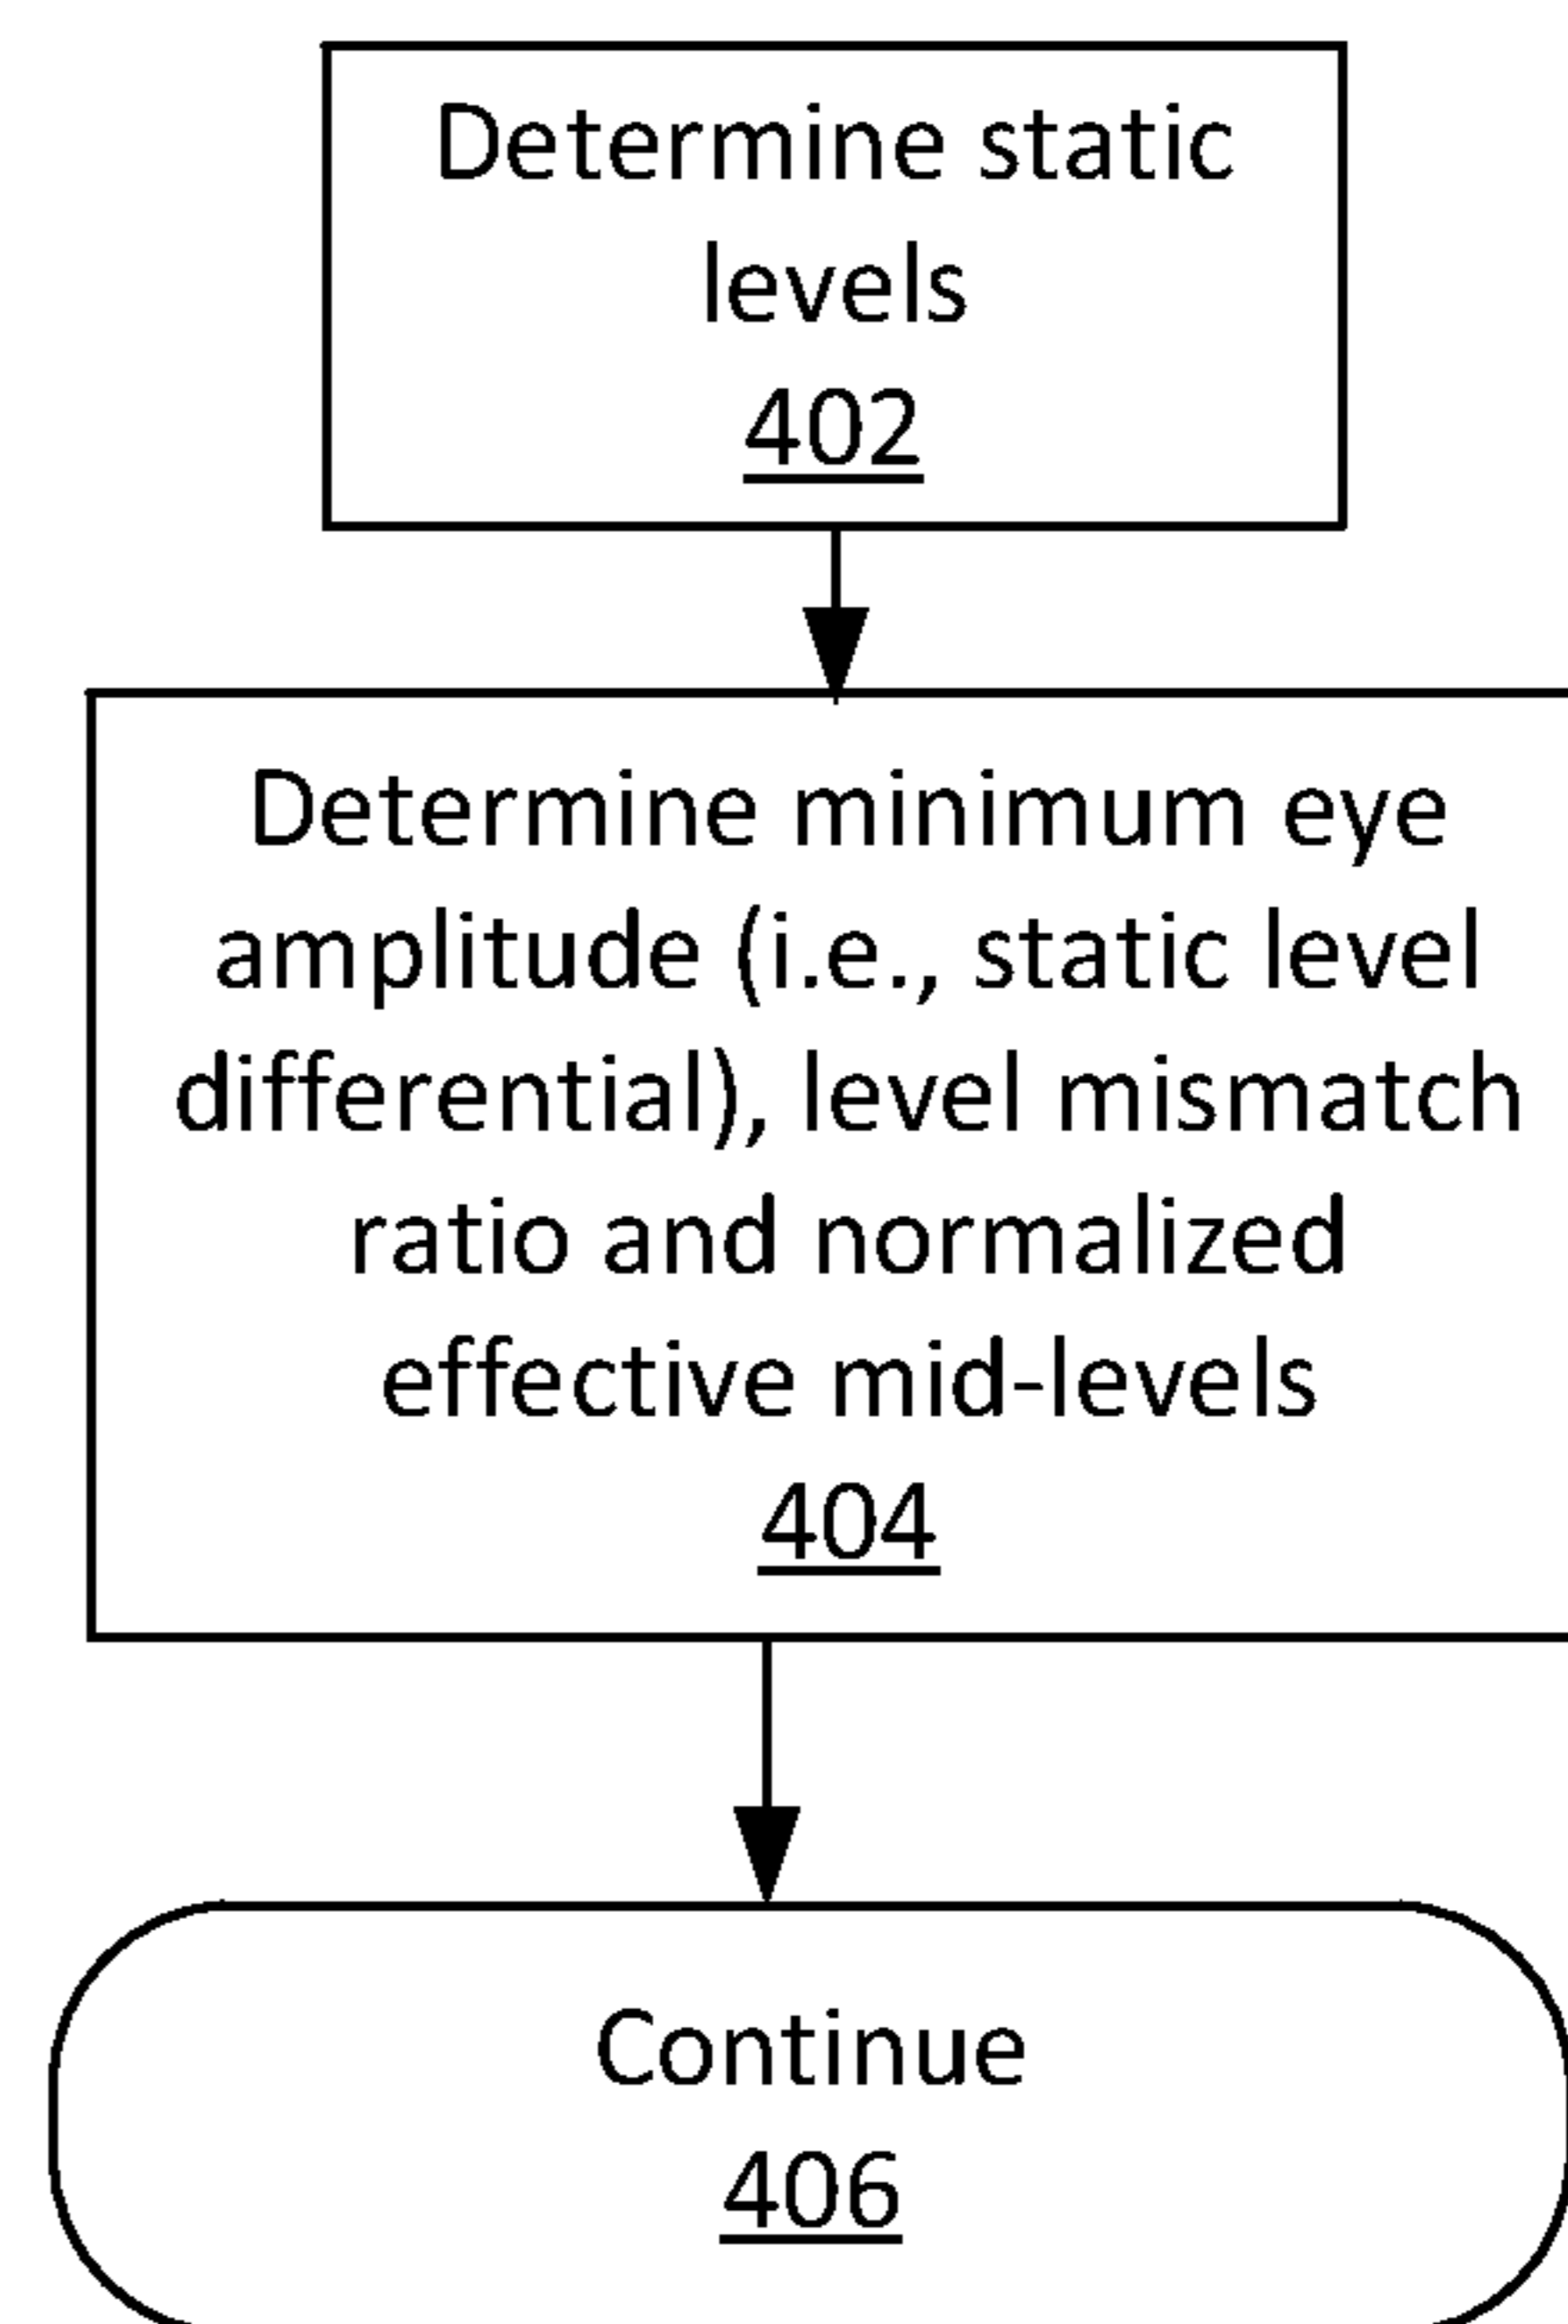 Determine static
levels
402
Determine minimum eye
amplitude (i.e., static level
differential), level mismatch
ratio and normalized
effective mid-levels
404
Continue
406